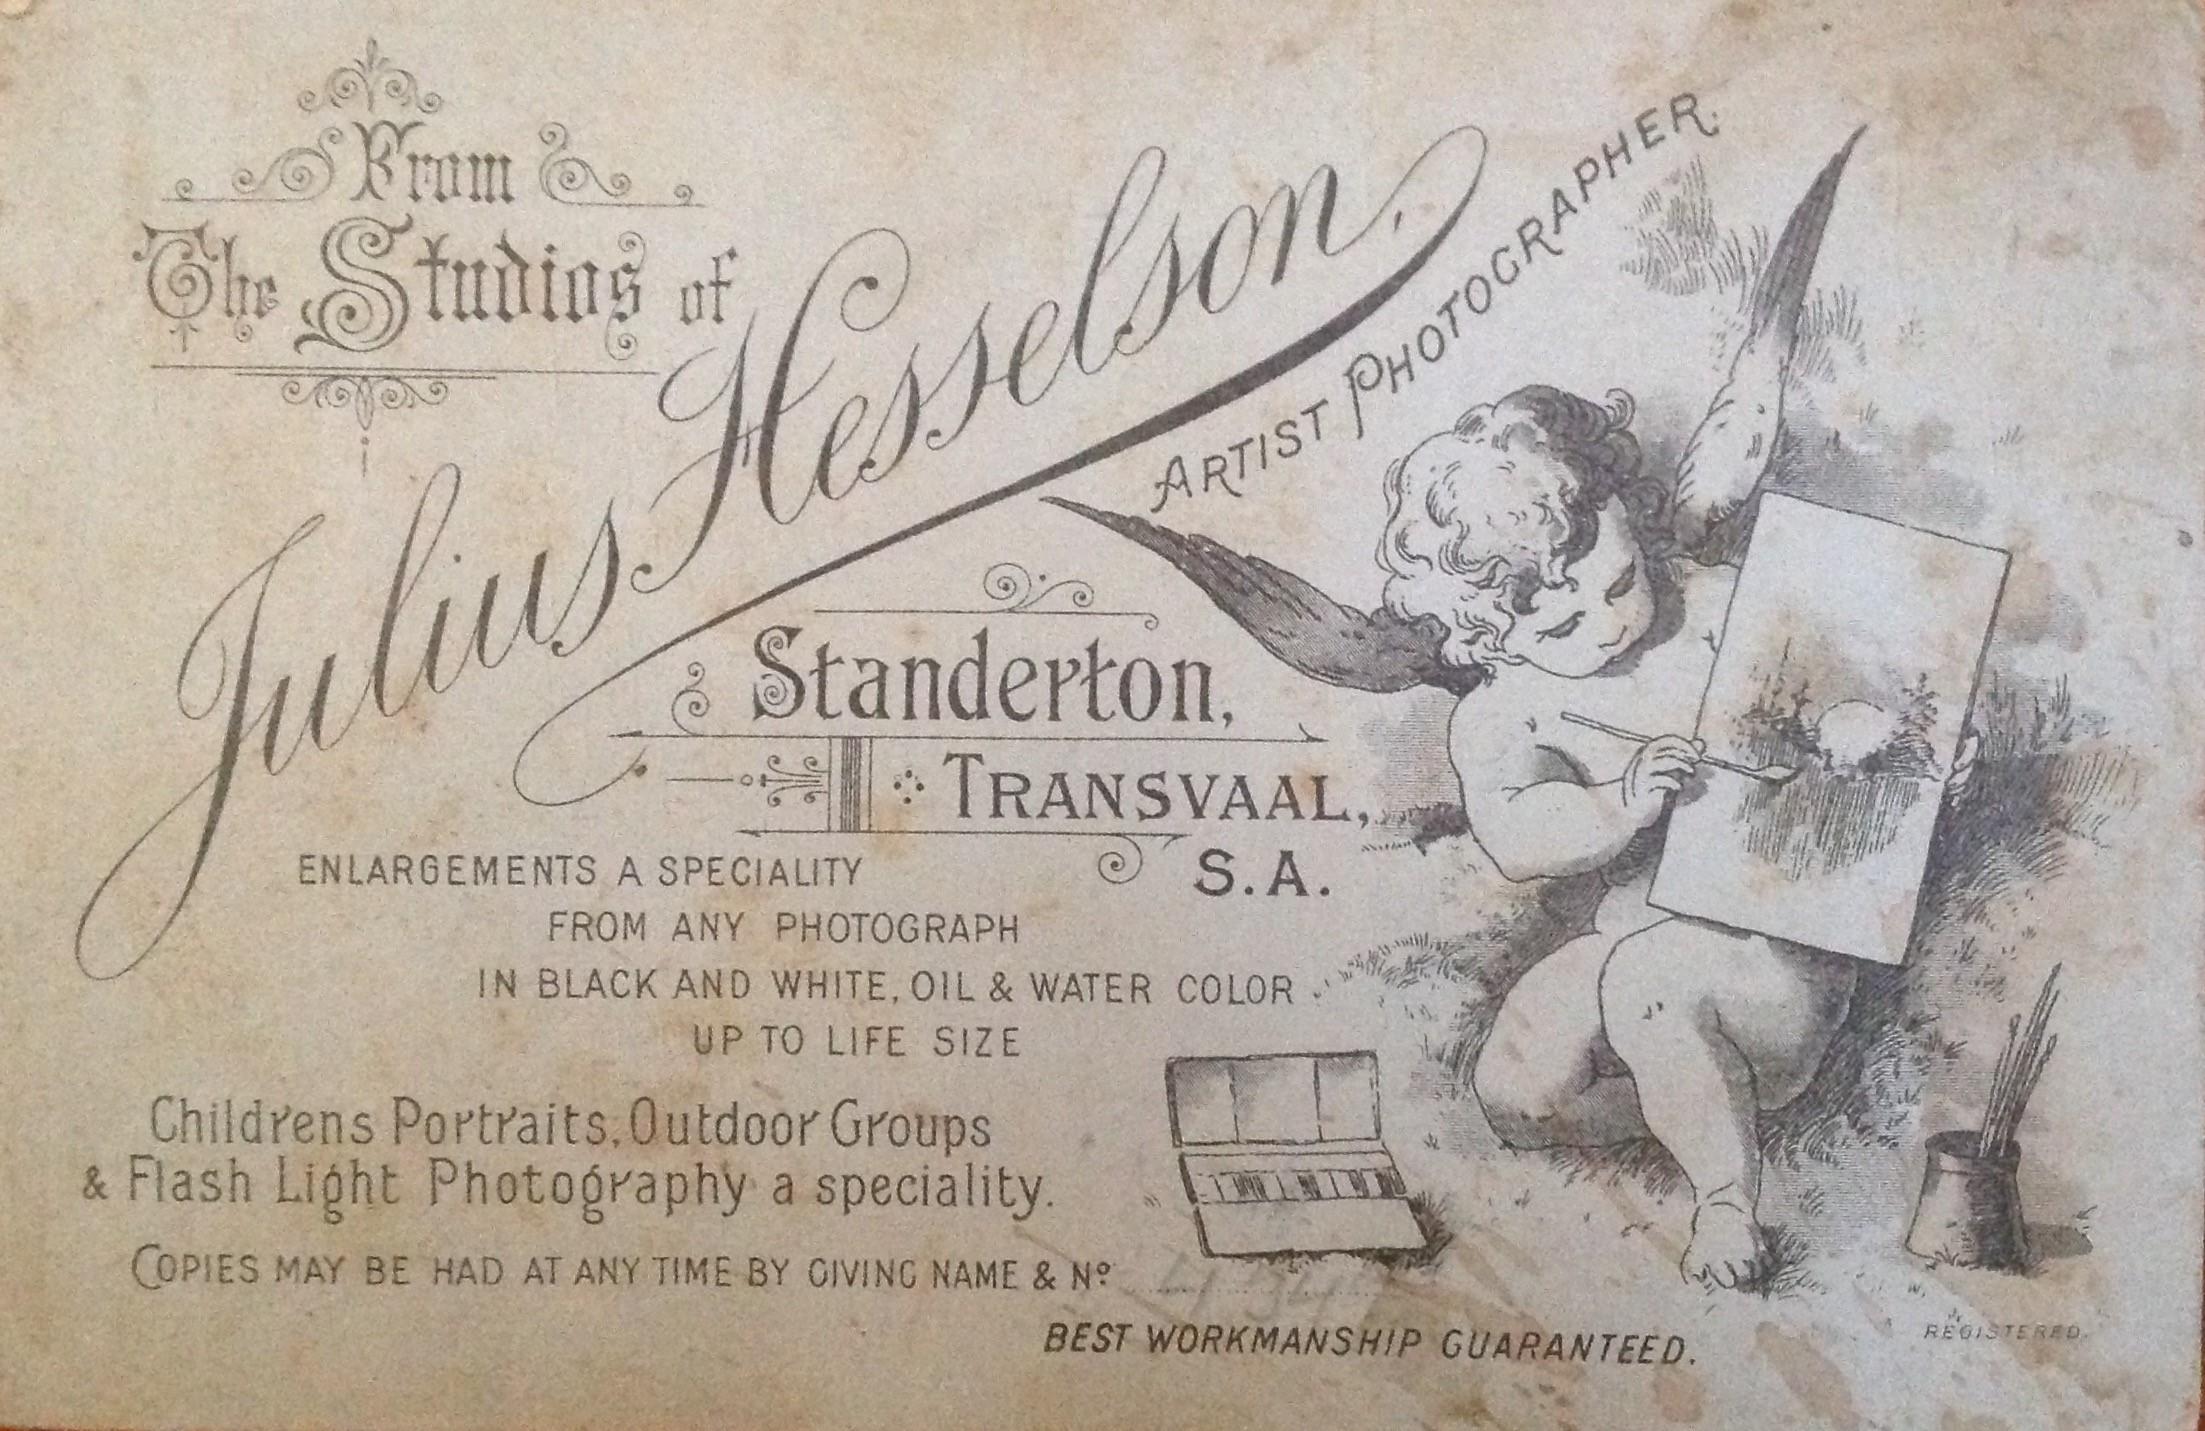 From
The Studios of
Julius Hesselson.
ARTIST PHOTOGRAPHER.
Standerton,
TRANSVAAL,
S.A.
ENLARGEMENTS A SPECIALITY
FROM ANY PHOTOGRAPH
IN BLACK AND WHITE, OIL & WATER COLOR
UP TO LIFE SIZE
Childrens Portraits, Outdoor Groups
& Flash Light Photography a speciality.
COPIES MAY BE HAD AT ANY TIME BY GIVING NAME & No
BEST WORKMANSHIP GUARANTEED.
REGISTERED.